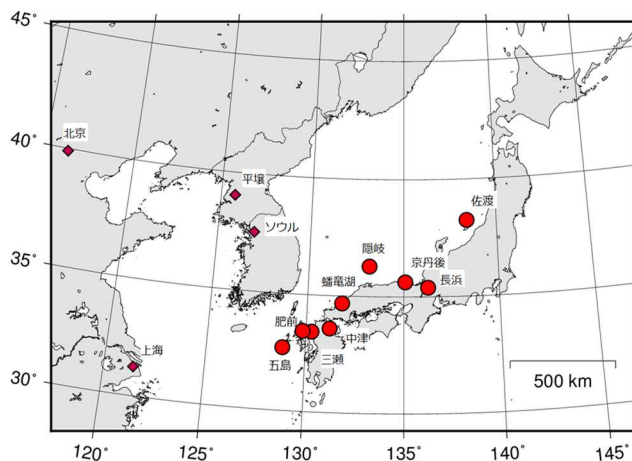 45°
40°
35°
30°
北京
平壌
ソウル
上海
佐渡
隠岐
京丹後
長浜
蟠竜湖
肥前
中津
三瀬
五島
500 km
120°
125°
130°
135°
140°
145°